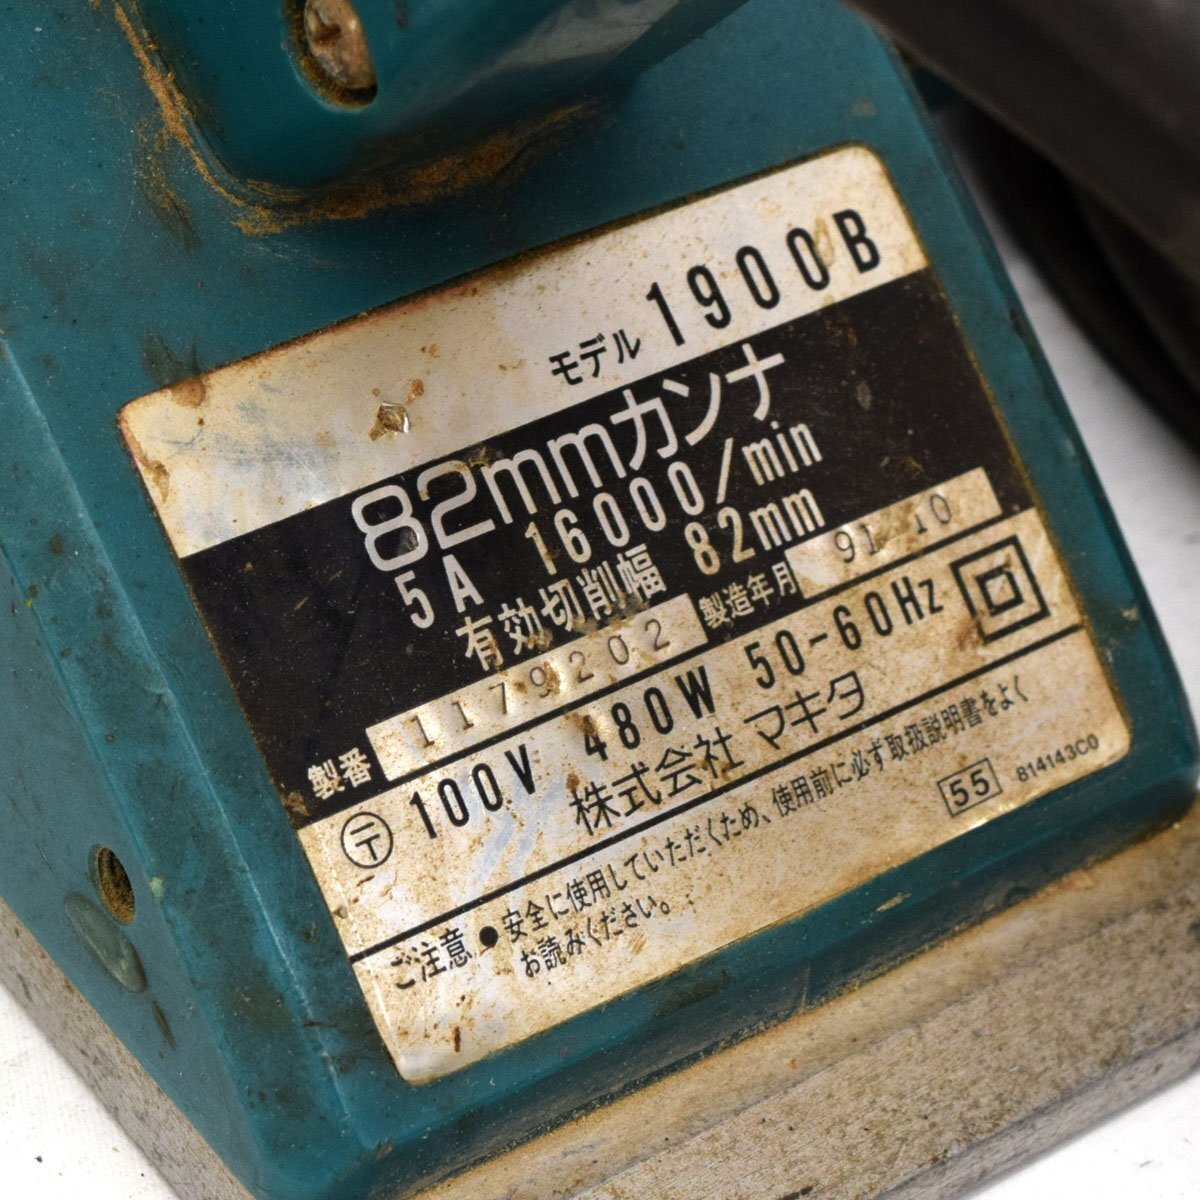 モデル 1900B
82mmカンナ
5A 16000/min
有効切削幅 82mm
製番 1179202 製造年月 91 10
〒 100V 480W 50-60Hz
株式会社 マキタ
ご注意 ●安全に使用していただくため、使用前に必ず取扱説明書をよく
お読みください。
55 814143C0